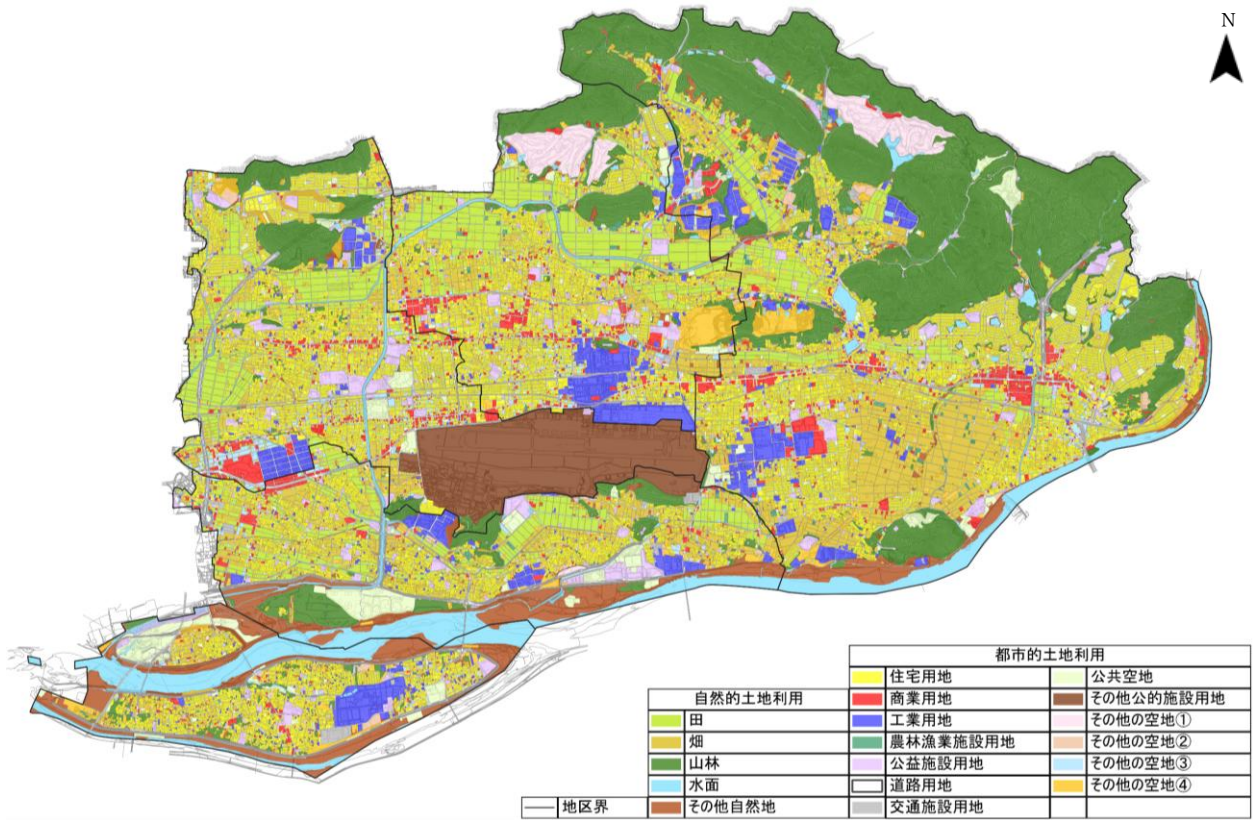 N
都市的土地利用
住宅用地 公共空地
自然的土地利用 商業用地 その他公的施設用地
田 工業用地 その他の空地①
畑 農林漁業施設用地 その他の空地②
山林 公益施設用地 その他の空地③
水面 道路用地 その他の空地④
地区界 その他自然地 交通施設用地